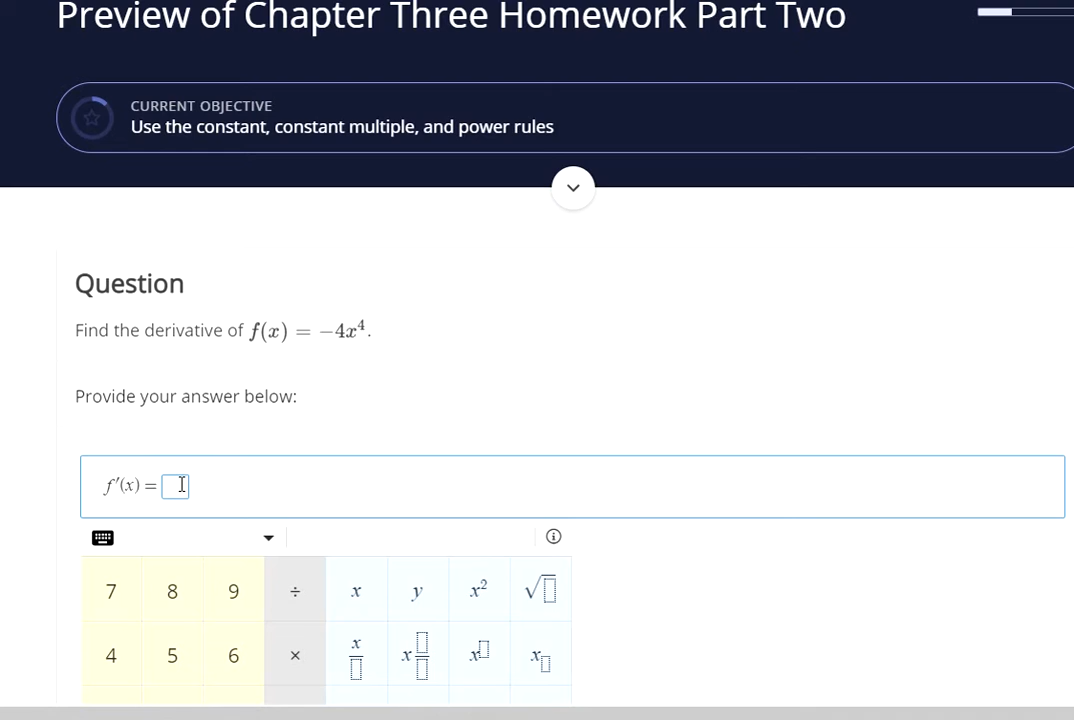 Preview of Chapter Three Homework Part Two
CURRENT OBJECTIVE
Use the constant, constant multiple, and power rules
Question
Find the derivative of f(x) = −4x⁴.
Provide your answer below:
f′(x) =
7 8 9 ÷ x y x² √
4 5 6 × x x x x